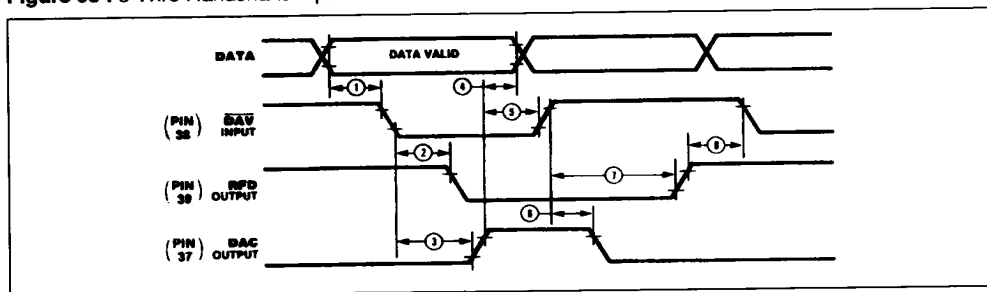 DATA
DATA VALID
1
4
5
(PIN 38) DAV INPUT
2
8
7
(PIN 39) RFD OUTPUT
6
3
(PIN 37) DAC OUTPUT